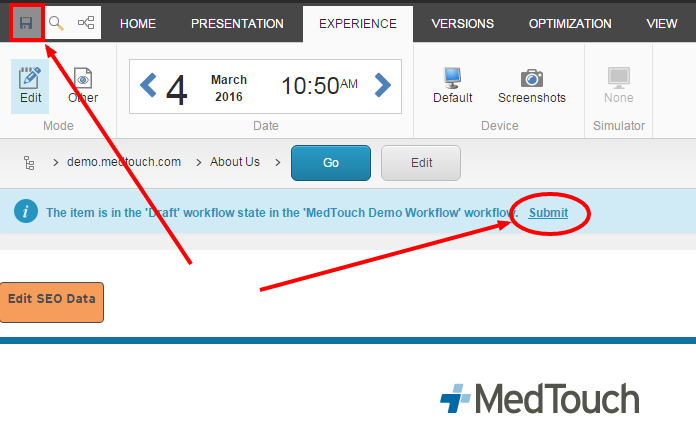 HOME PRESENTATION EXPERIENCE VERSIONS OPTIMIZATION VIEW
Edit Other
Mode
4 March 2016 10:50AM
Date
Default Screenshots
Device
None
Simulator
demo.medtouch.com > About Us > Go Edit
i The item is in the 'Draft' workflow state in the 'MedTouch Demo Workflow' workflow. Submit
Edit SEO Data
MedTouch